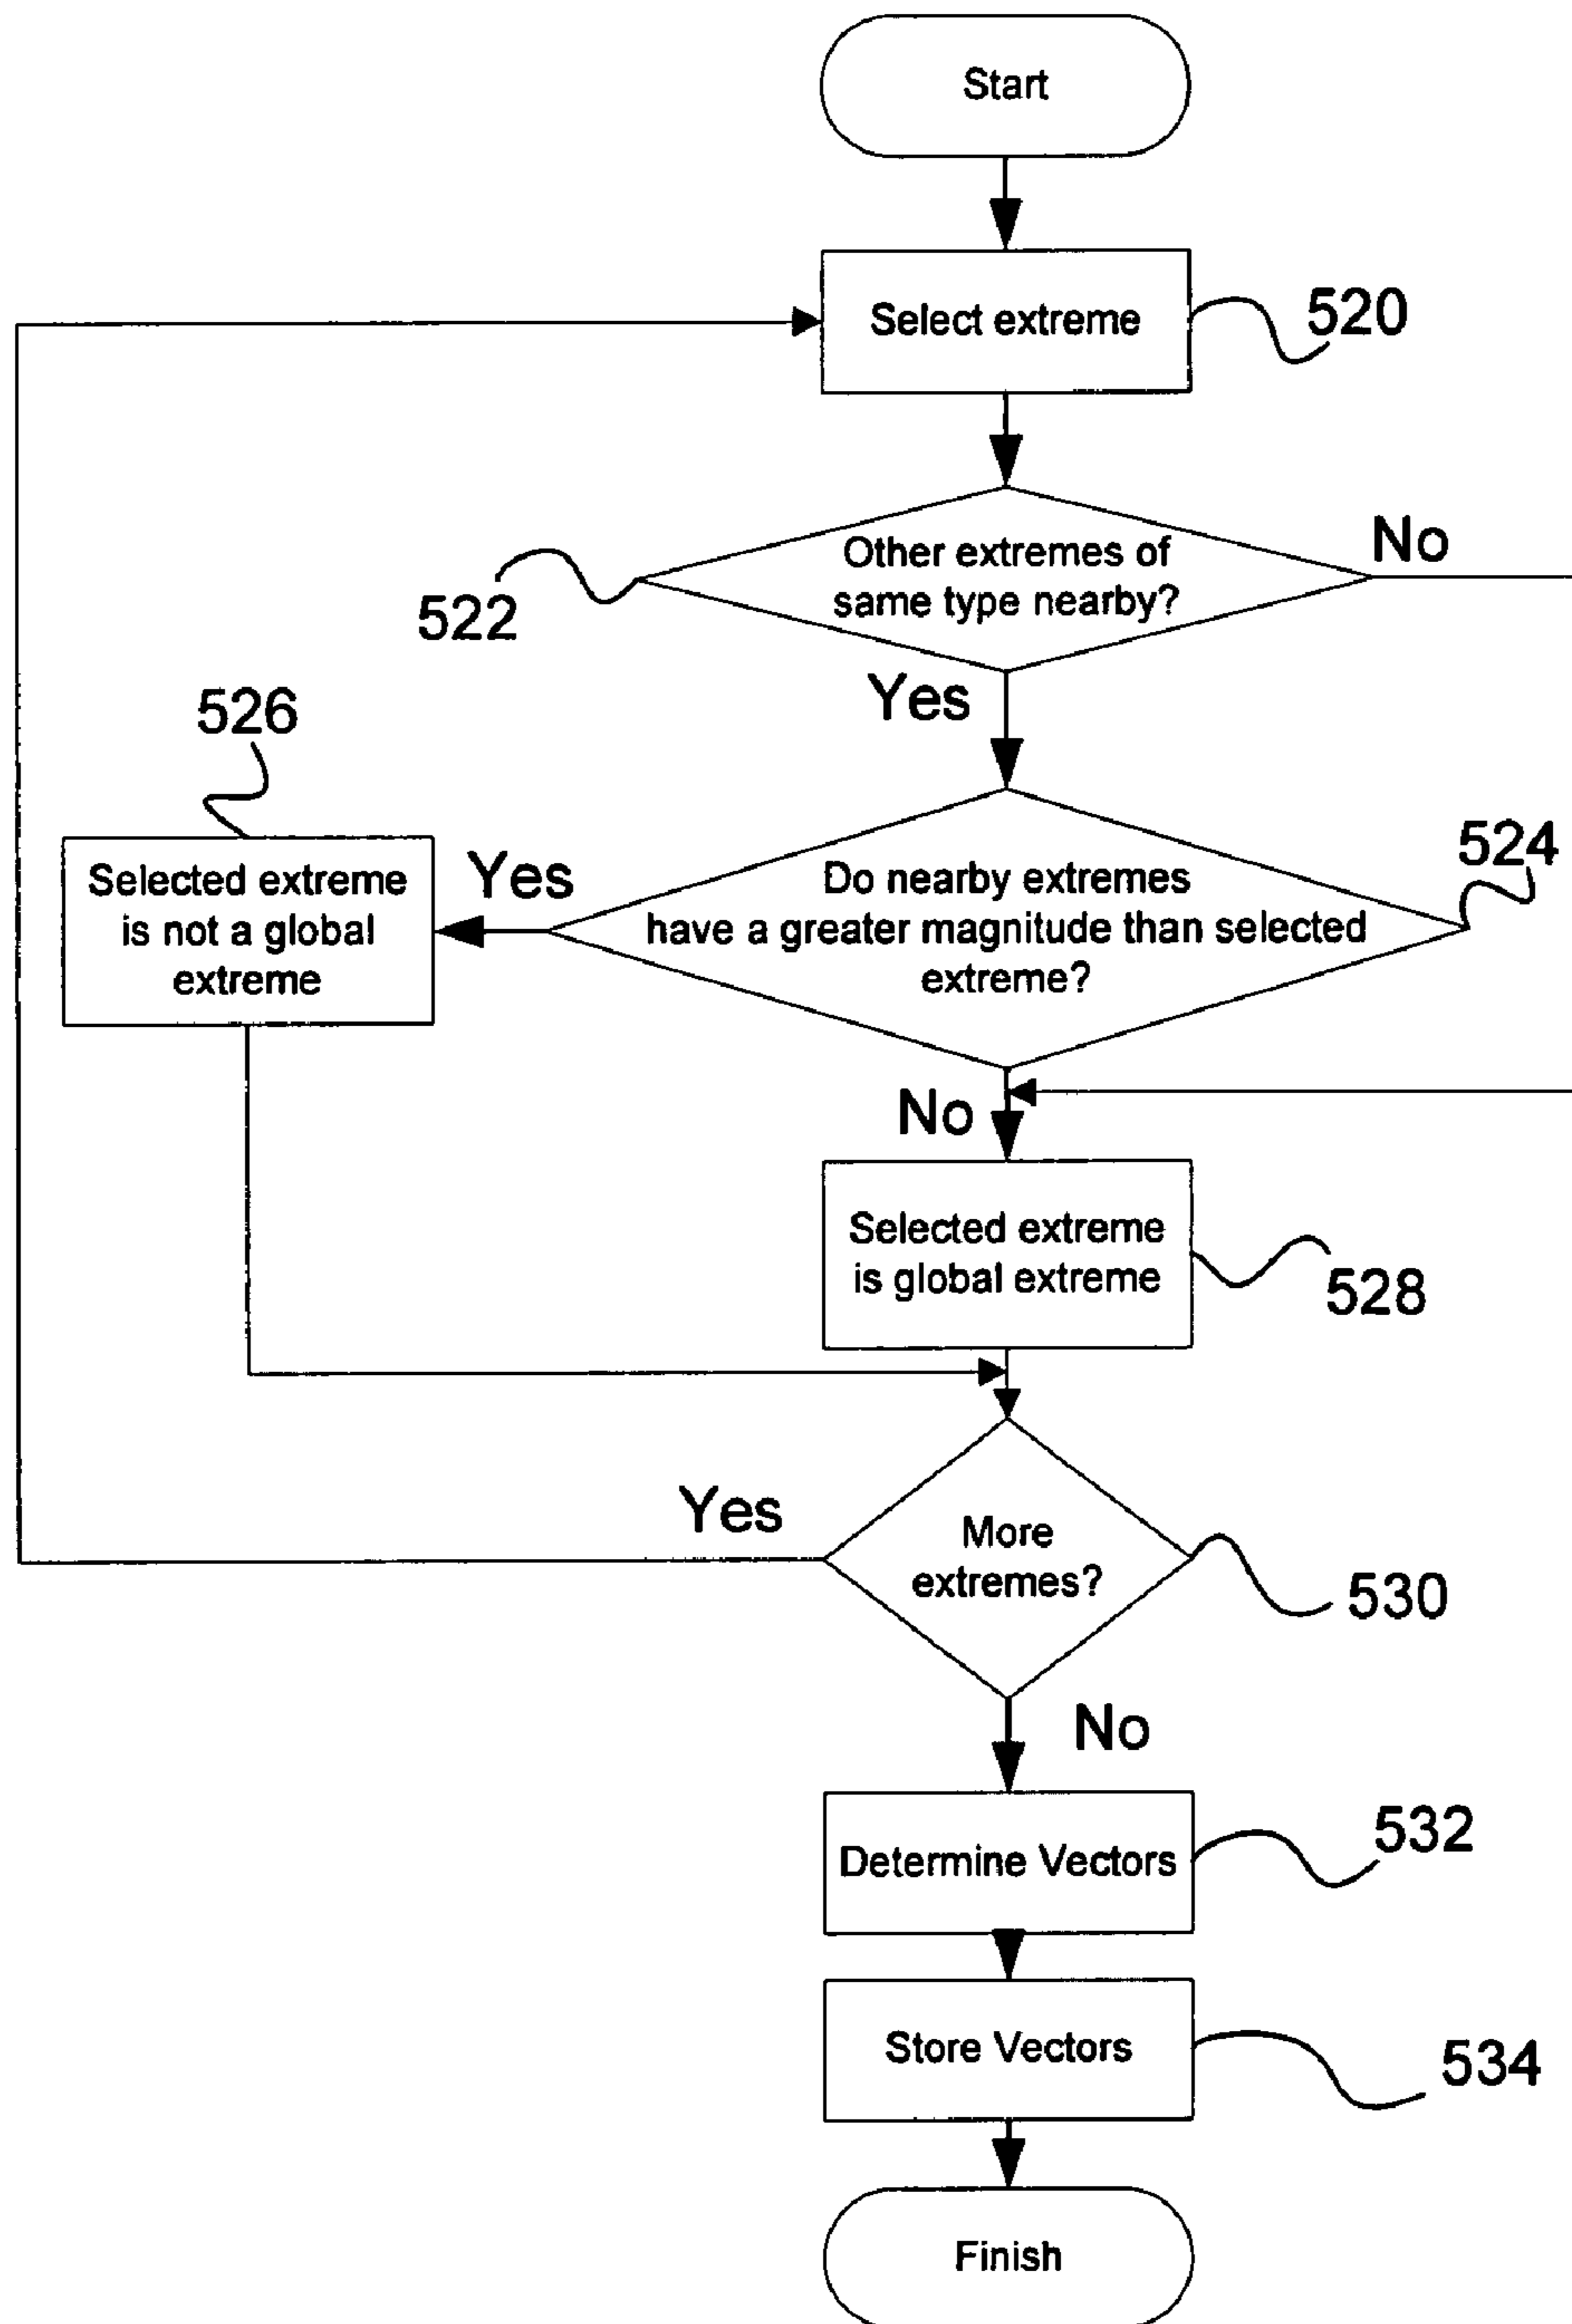 Start
Select extreme
520
Other extremes of
same type nearby?
No
522
Yes
526
Selected extreme
is not a global
extreme
Yes
Do nearby extremes
have a greater magnitude than selected
extreme?
524
No
Selected extreme
is global extreme
528
Yes
More
extremes?
530
No
Determine Vectors
532
Store Vectors
534
Finish